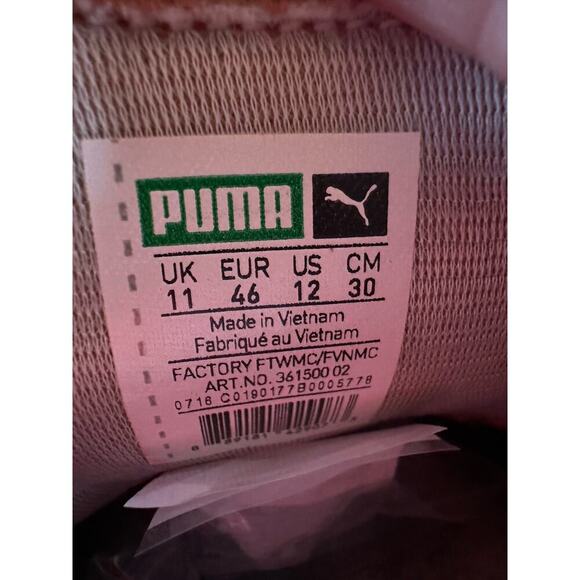 PUMA
UK EUR US CM
11 46 12 30
Made in Vietnam
Fabriqué au Vietnam
FACTORY FTWMC/FVNMC
ART.NO. 361500 02
0716 C0190177B0005778